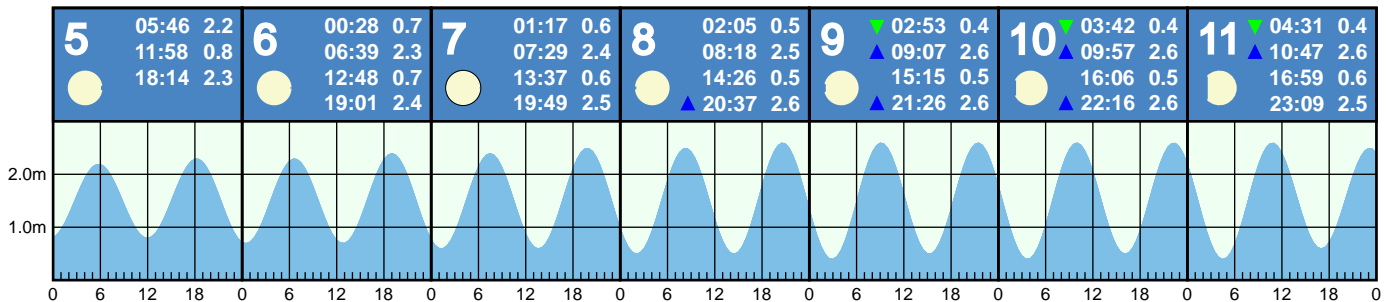 5
05:46 2.2
11:58 0.8
18:14 2.3
6
00:28 0.7
06:39 2.3
12:48 0.7
19:01 2.4
7
01:17 0.6
07:29 2.4
13:37 0.6
19:49 2.5
8
02:05 0.5
08:18 2.5
14:26 0.5
▲ 20:37 2.6
9
▼ 02:53 0.4
▲ 09:07 2.6
15:15 0.5
▲ 21:26 2.6
10
▼ 03:42 0.4
▲ 09:57 2.6
16:06 0.5
▲ 22:16 2.6
11
▼ 04:31 0.4
▲ 10:47 2.6
16:59 0.6
23:09 2.5
2.0m
1.0m
0 6 12 18 0 6 12 18 0 6 12 18 0 6 12 18 0 6 12 18 0 6 12 18 0 6 12 18 0